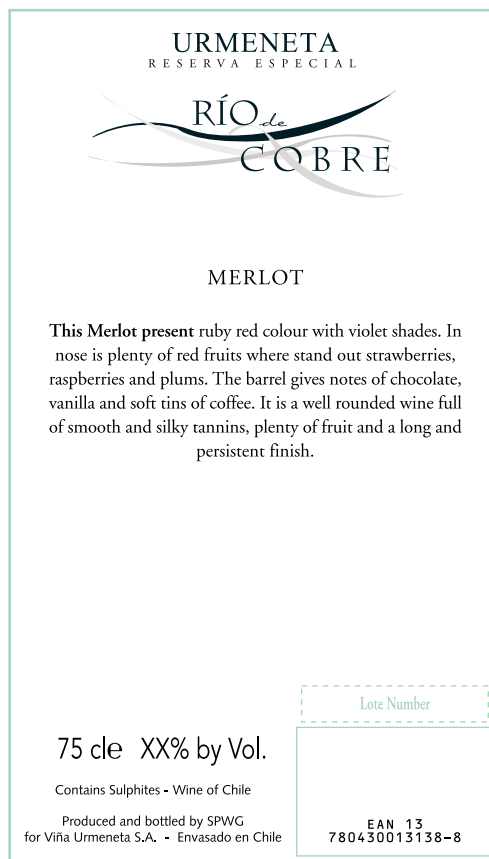 URMENETA
RESERVA ESPECIAL
RÍO de
COBRE
MERLOT
This Merlot present ruby red colour with violet shades. In
nose is plenty of red fruits where stand out strawberries,
raspberries and plums. The barrel gives notes of chocolate,
vanilla and soft tins of coffee. It is a well rounded wine full
of smooth and silky tannins, plenty of fruit and a long and
persistent finish.
Lote Number
75 cle XX% by Vol.
Contains Sulphites - Wine of Chile
Produced and bottled by SPWG
for Viña Urmeneta S.A. - Envasado en Chile
EAN 13
780430013138-8